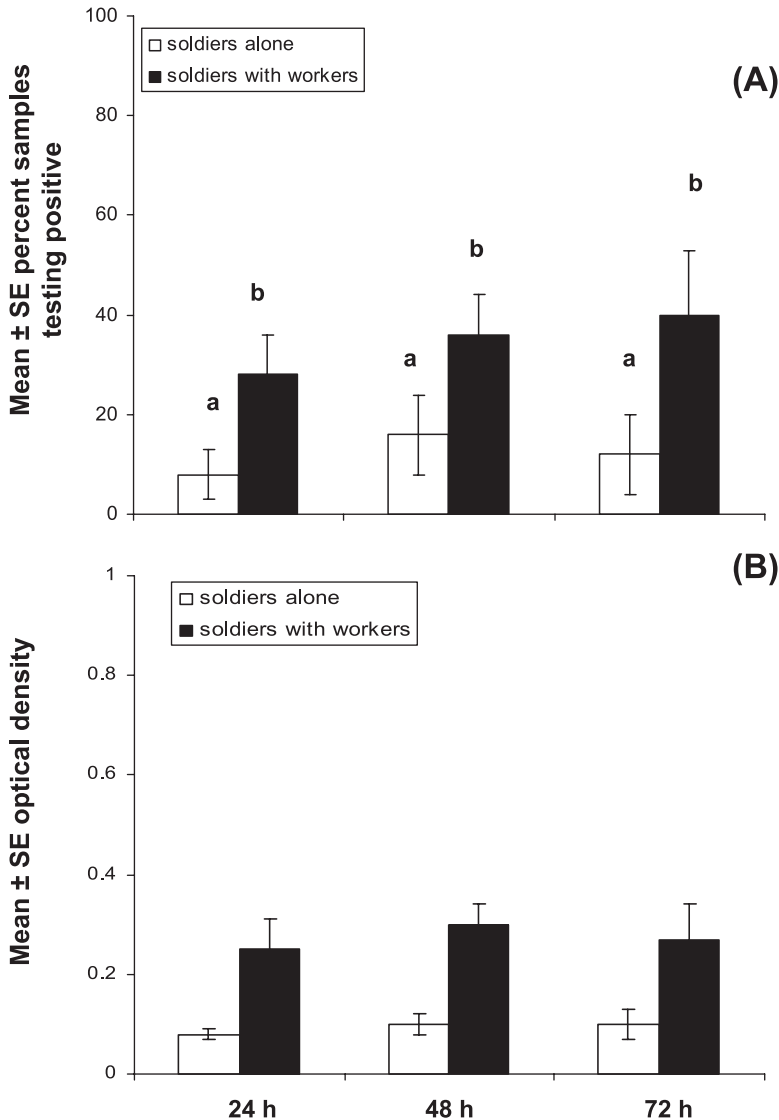 100
soldiers alone
soldiers with workers
(A)
80
60
40
20
0
Mean ± SE percent samples
testing positive
a
b
a
b
a
b
(B)
1
soldiers alone
soldiers with workers
0.8
0.6
0.4
0.2
0
Mean ± SE optical density
24 h
48 h
72 h